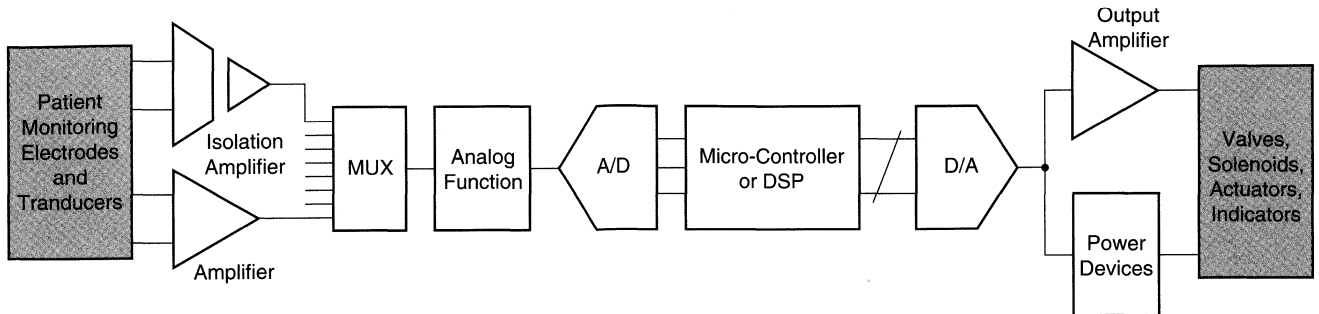 Patient
Monitoring
Electrodes
and
Tranducers
Isolation
Amplifier
Amplifier
MUX
Analog
Function
A/D
Micro-Controller
or DSP
D/A
Output
Amplifier
Power
Devices
Valves,
Solenoids,
Actuators,
Indicators